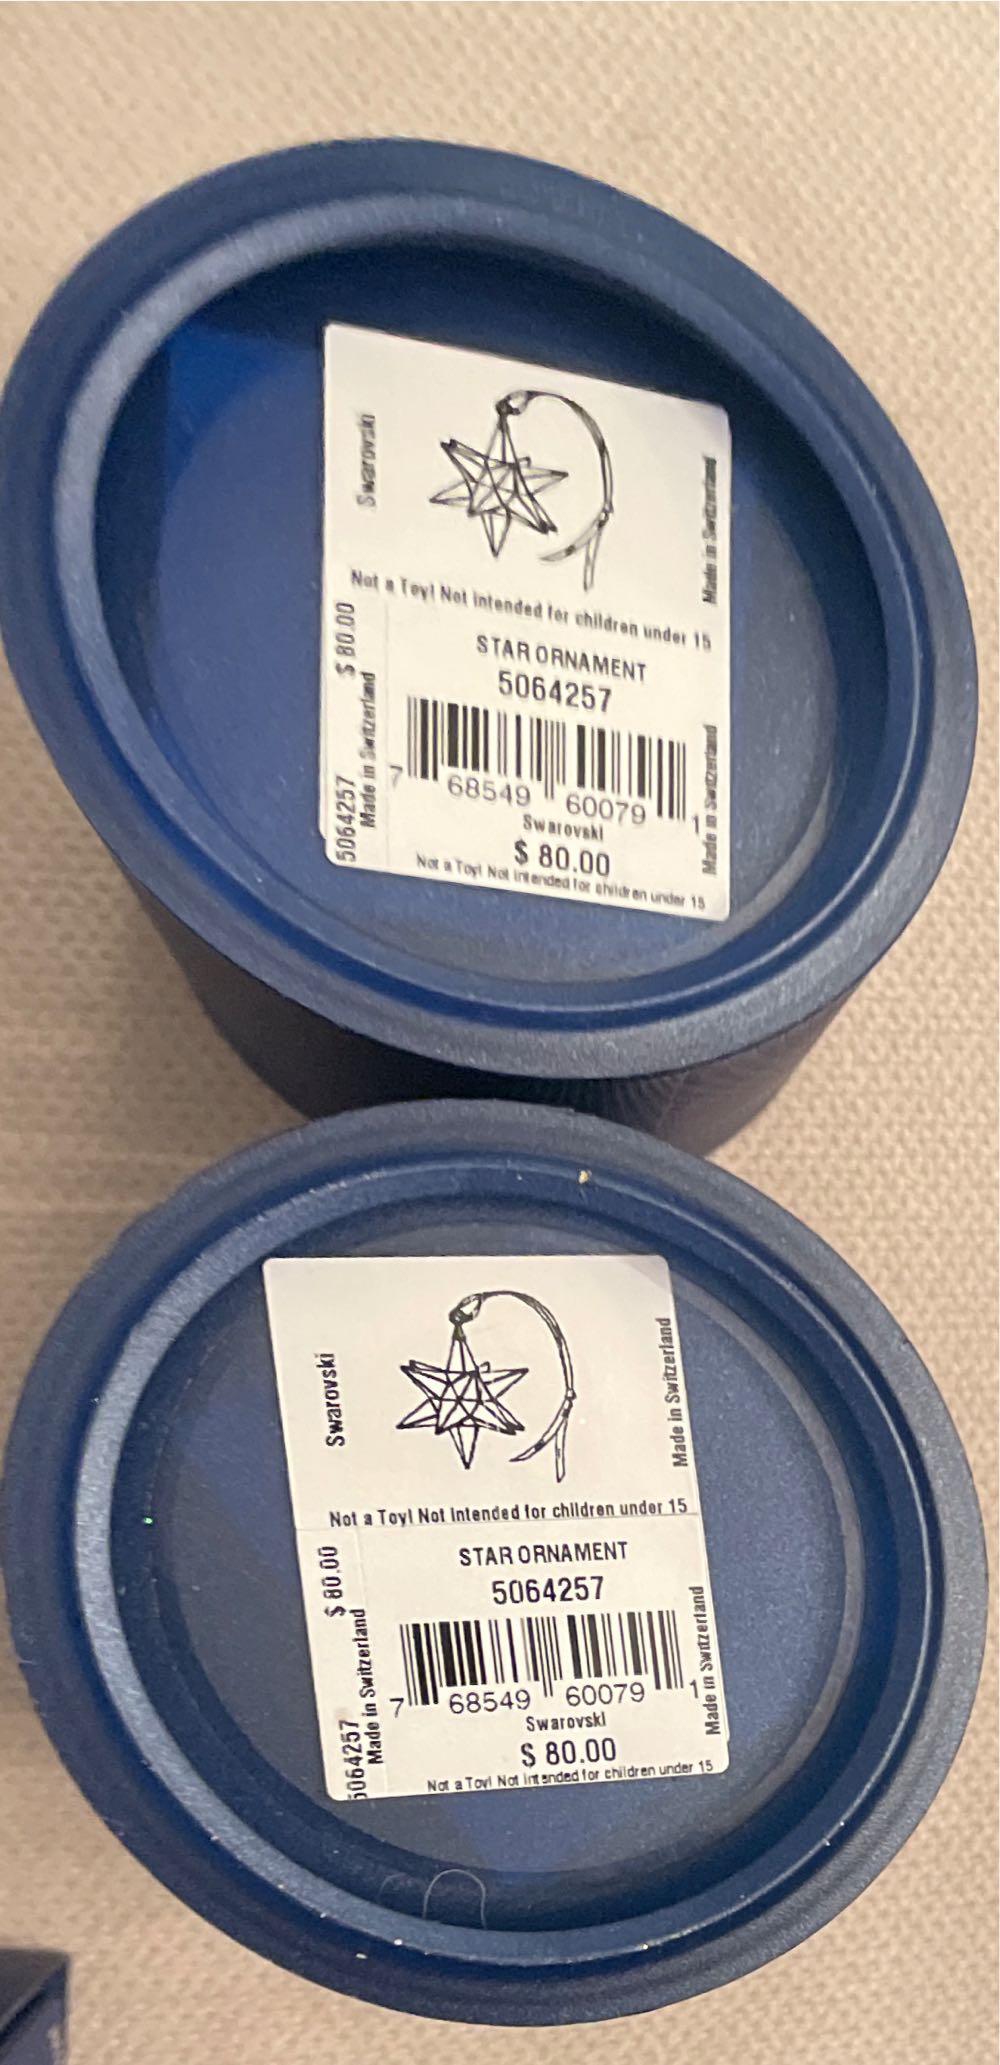 Swarovski
Made in Switzerland
Not a Toy! Not intended for children under 15
$ 80.00
5064257
Made in Switzerland
STAR ORNAMENT
5064257
7 68549 60079 1
Made in Switzerland
Swarovski
$ 80.00
Not a Toy! Not intended for children under 15
Swarovski
Made in Switzerland
Not a Toy! Not intended for children under 15
$ 80.00
5064257
Made in Switzerland
STAR ORNAMENT
5064257
7 68549 60079 1
Made in Switzerland
Swarovski
$ 80.00
Not a Toy! Not intended for children under 15